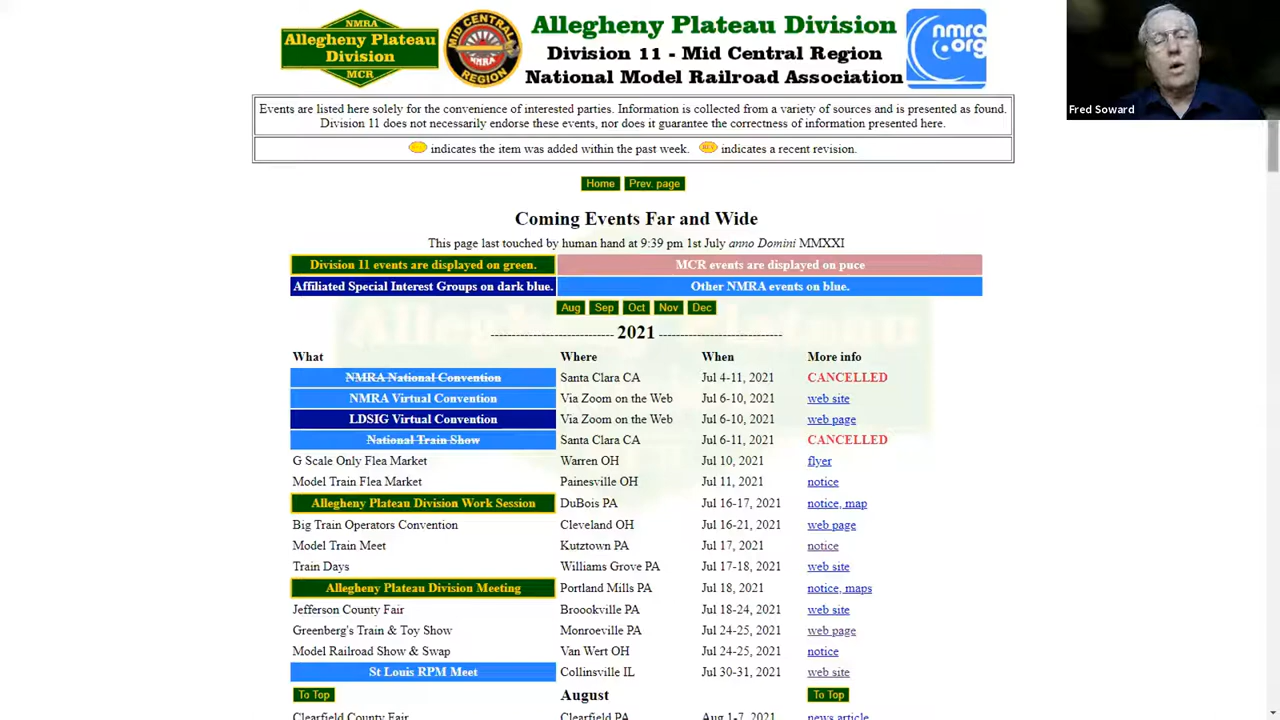 NMRA
Allegheny Plateau
Division
MCR
MID CENTRAL
NMRA
REGION
Allegheny Plateau Division
Division 11 - Mid Central Region
National Model Railroad Association
nmra
.org
Fred Soward
Events are listed here solely for the convenience of interested parties. Information is collected from a variety of sources and is presented as found.
Division 11 does not necessarily endorse these events, nor does it guarantee the correctness of information presented here.
indicates the item was added within the past week. REV indicates a recent revision.
Home Prev. page
Coming Events Far and Wide
This page last touched by human hand at 9:39 pm 1st July anno Domini MMXXI
Division 11 events are displayed on green. MCR events are displayed on puce
Affiliated Special Interest Groups on dark blue. Other NMRA events on blue.
Aug Sep Oct Nov Dec
2021
What Where When More info
NMRA National Convention Santa Clara CA Jul 4-11, 2021 CANCELLED
NMRA Virtual Convention Via Zoom on the Web Jul 6-10, 2021 web site
LDSIG Virtual Convention Via Zoom on the Web Jul 6-10, 2021 web page
National Train Show Santa Clara CA Jul 6-11, 2021 CANCELLED
G Scale Only Flea Market Warren OH Jul 10, 2021 flyer
Model Train Flea Market Painesville OH Jul 11, 2021 notice
Allegheny Plateau Division Work Session DuBois PA Jul 16-17, 2021 notice, map
Big Train Operators Convention Cleveland OH Jul 16-21, 2021 web page
Model Train Meet Kutztown PA Jul 17, 2021 notice
Train Days Williams Grove PA Jul 17-18, 2021 web site
Allegheny Plateau Division Meeting Portland Mills PA Jul 18, 2021 notice, maps
Jefferson County Fair Broookville PA Jul 18-24, 2021 web site
Greenberg's Train & Toy Show Monroeville PA Jul 24-25, 2021 web page
Model Railroad Show & Swap Van Wert OH Jul 24-25, 2021 notice
St Louis RPM Meet Collinsville IL Jul 30-31, 2021 web site
To Top August To Top
Clearfield County Fair Clearfield PA Aug 1-7, 2021 news article